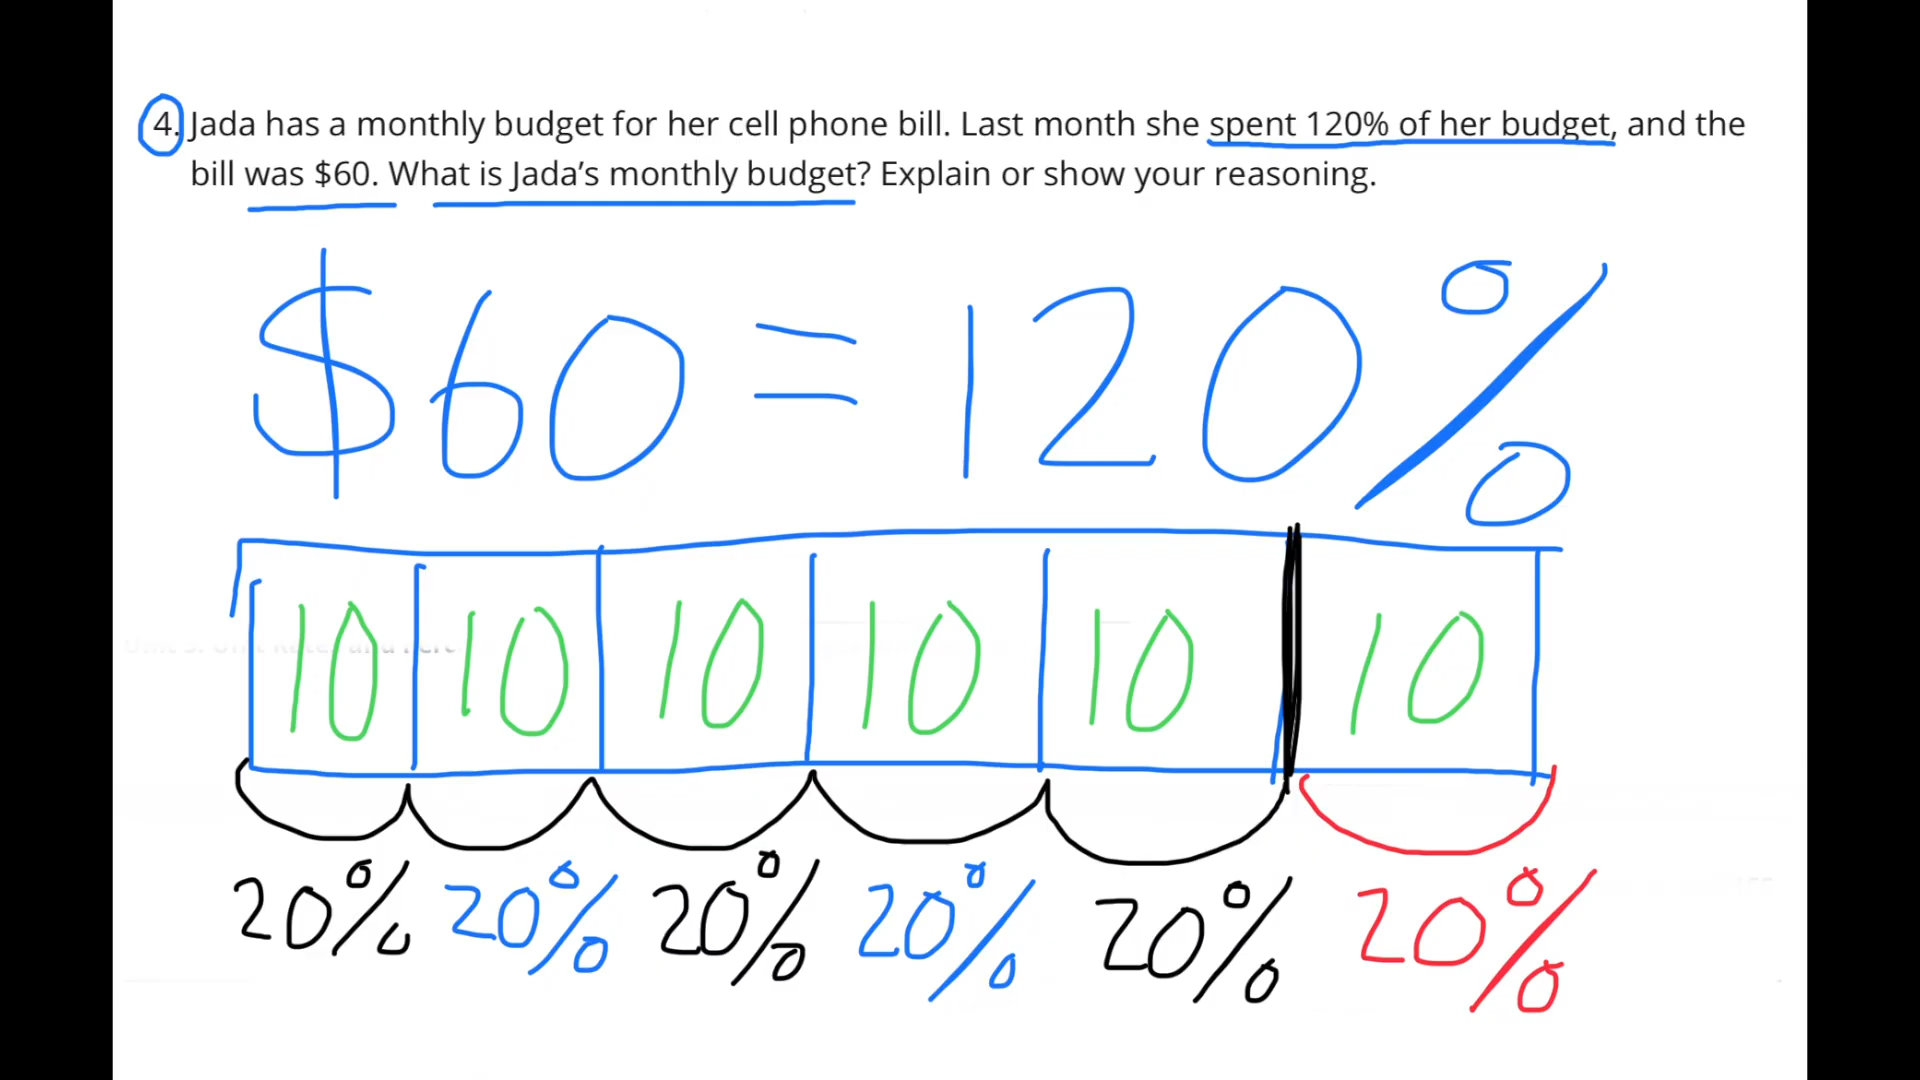 4. Jada has a monthly budget for her cell phone bill. Last month she spent 120% of her budget, and the
bill was $60. What is Jada’s monthly budget? Explain or show your reasoning.
$60 = 120%
10 10 10 10 10 10
20% 20% 20% 20% 20% 20%